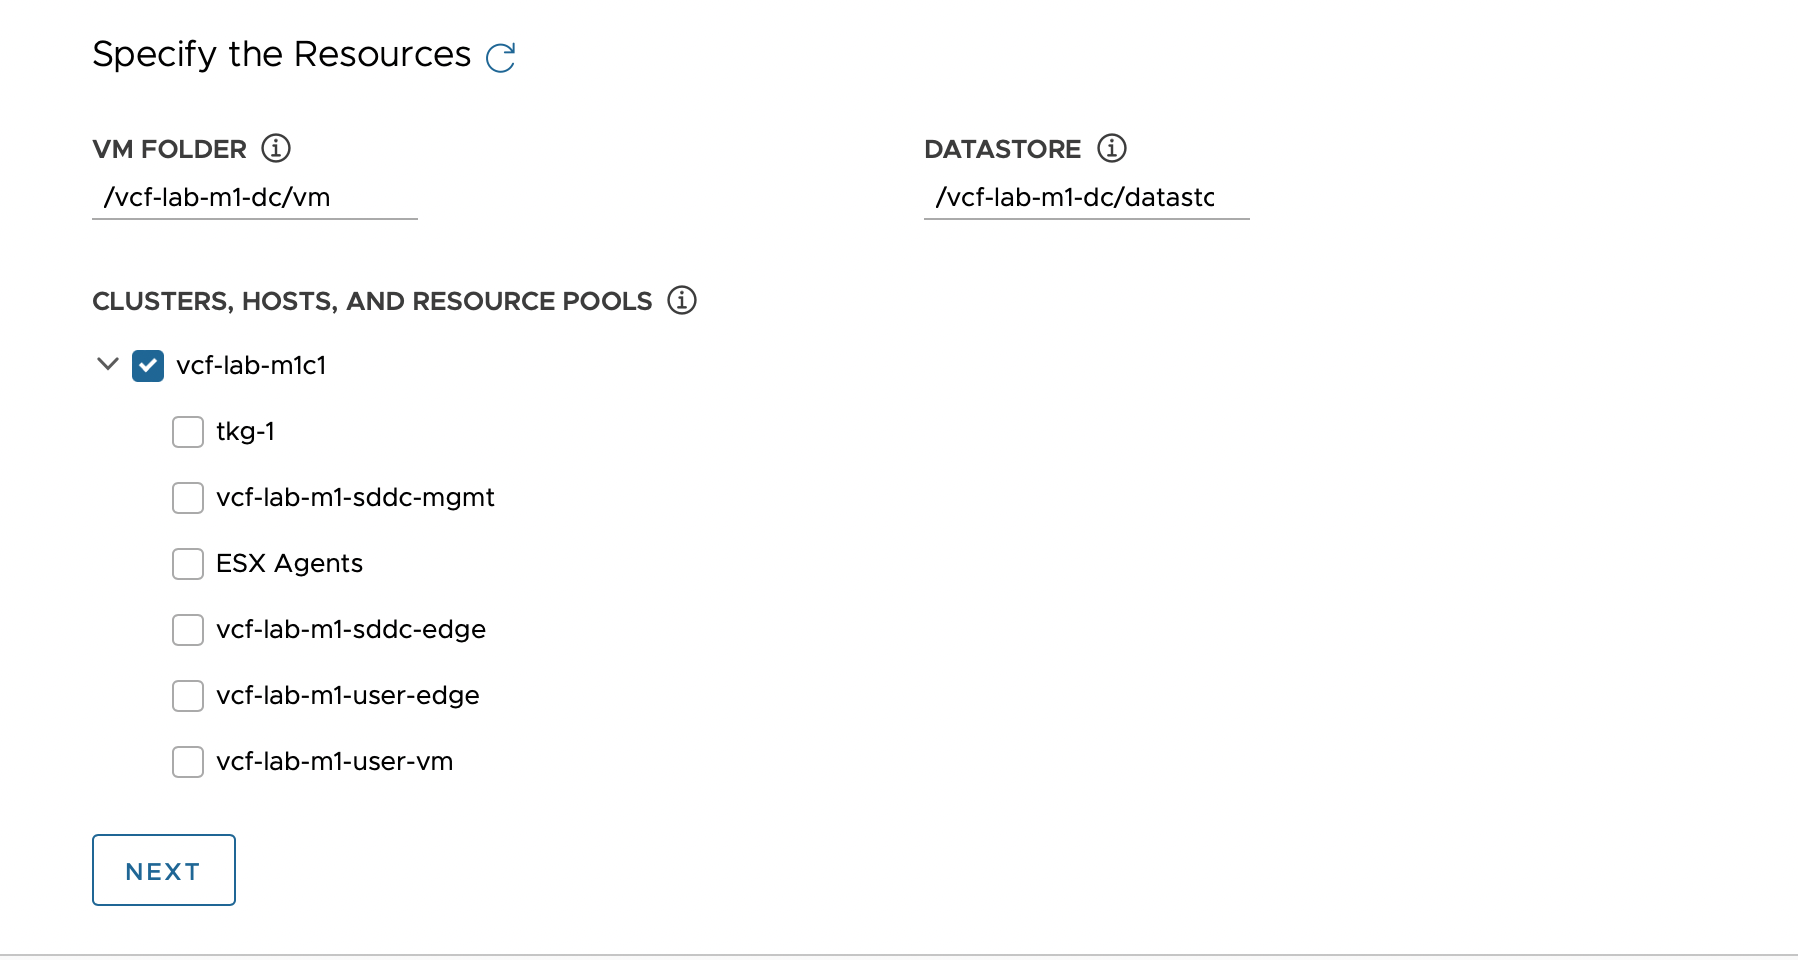 Specify the Resources
VM FOLDER
DATASTORE
/vcf-lab-m1-dc/vm
/vcf-lab-m1-dc/datastc
CLUSTERS, HOSTS, AND RESOURCE POOLS
vcf-lab-m1c1
tkg-1
vcf-lab-m1-sddc-mgmt
ESX Agents
vcf-lab-m1-sddc-edge
vcf-lab-m1-user-edge
vcf-lab-m1-user-vm
NEXT